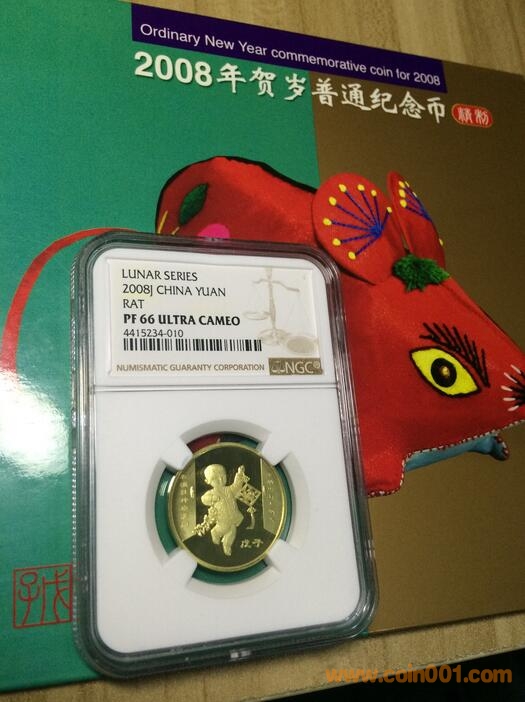 Ordinary New Year commemorative coin for 2008
2008年贺岁普通纪念币
LUNAR SERIES
2008J CHINA YUAN
RAT
PF 66 ULTRA CAMEO
4415234-010
NUMISMATIC GUARANTY CORPORATION
NGC®
戊子
www.coin001.com